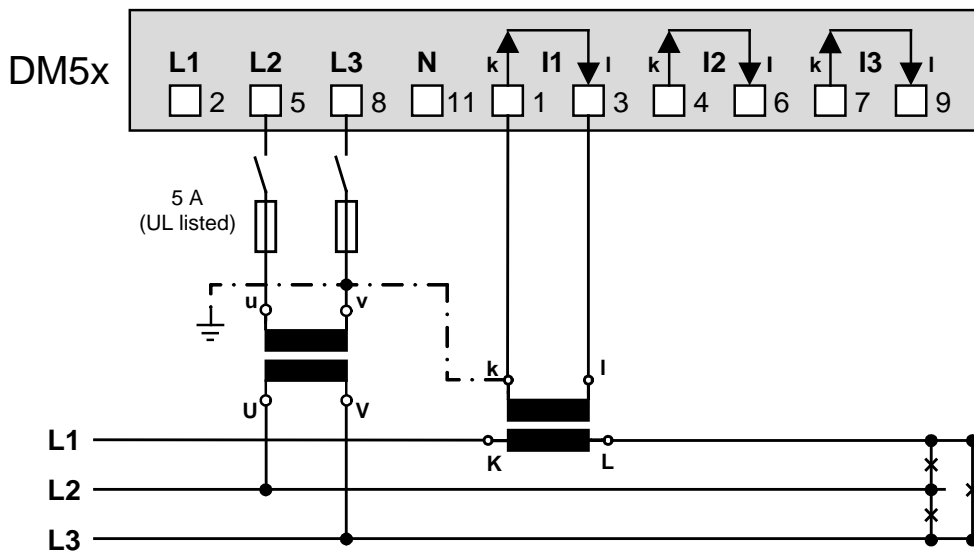 DM5x
L1 L2 L3 N k I1 l k I2 l k I3 l
2 5 8 11 1 3 4 6 7 9
5 A
(UL listed)
u v
k l
U V
L1
K L
L2
L3